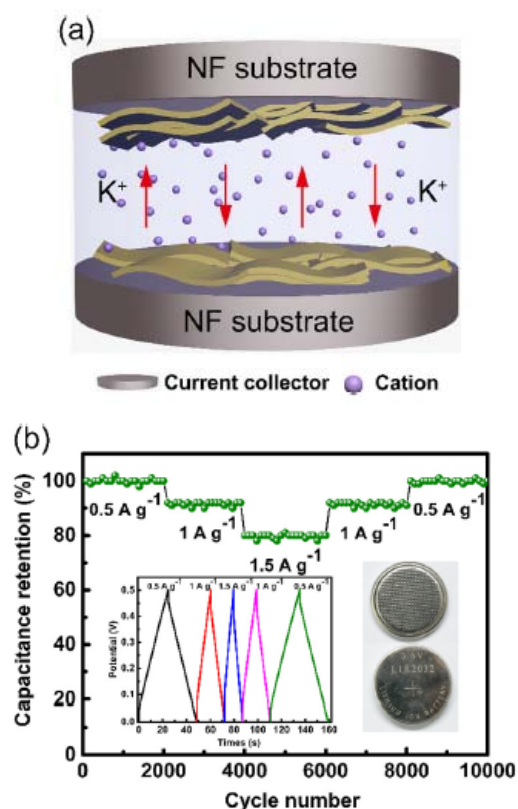 (a)
NF substrate
K+ K+
NF substrate
Current collector Cation
(b)
Capacitance retention (%)
100
80
60
40
20
0
0.5 A g-1 1 A g-1 1.5 A g-1 1 A g-1 0.5 A g-1
0.5 A g-1 1 A g-1 1.5 A g-1 1 A g-1 0.5 A g-1
Potential (V)
0.5
0.4
0.3
0.2
0.1
0.0
0 20 40 60 80 100 120 140 160
Times (s)
LIR2032
0 2000 4000 6000 8000 10000
Cycle number